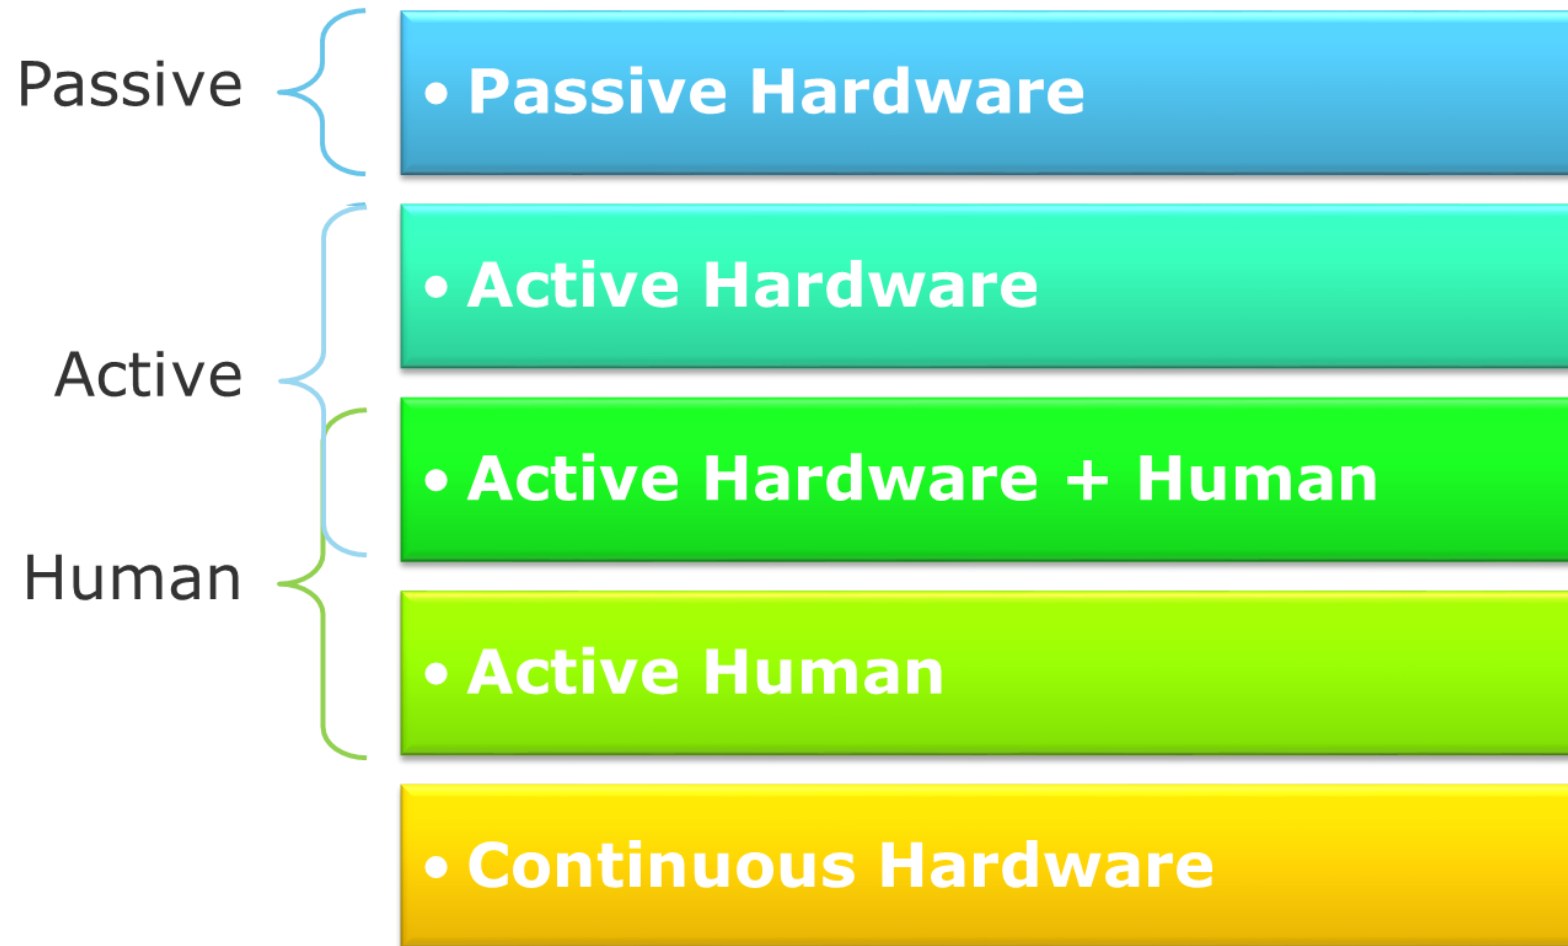 Passive
• Passive Hardware
• Active Hardware
Active
• Active Hardware + Human
Human
• Active Human
• Continuous Hardware